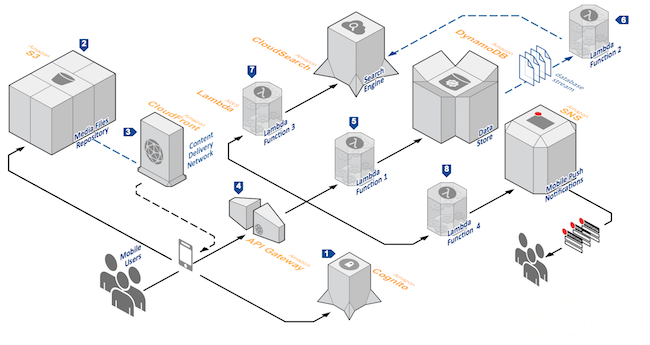 6
Amazon
CloudSearch
Amazon
DynamoDB
Lambda
Function 2
2
Amazon
S3
Search
Engine
database
stream
7
AWS
Lambda
Amazon
SNS
Amazon
CloudFront
Media Files
Repository
3
Content
Delivery
Network
Lambda
Function 3
5
Data
Store
Lambda
Function 1
8
Mobile Push
Notifications
4
Lambda
Function 4
Amazon
API Gateway
Mobile
Users
1
Amazon
Cognito